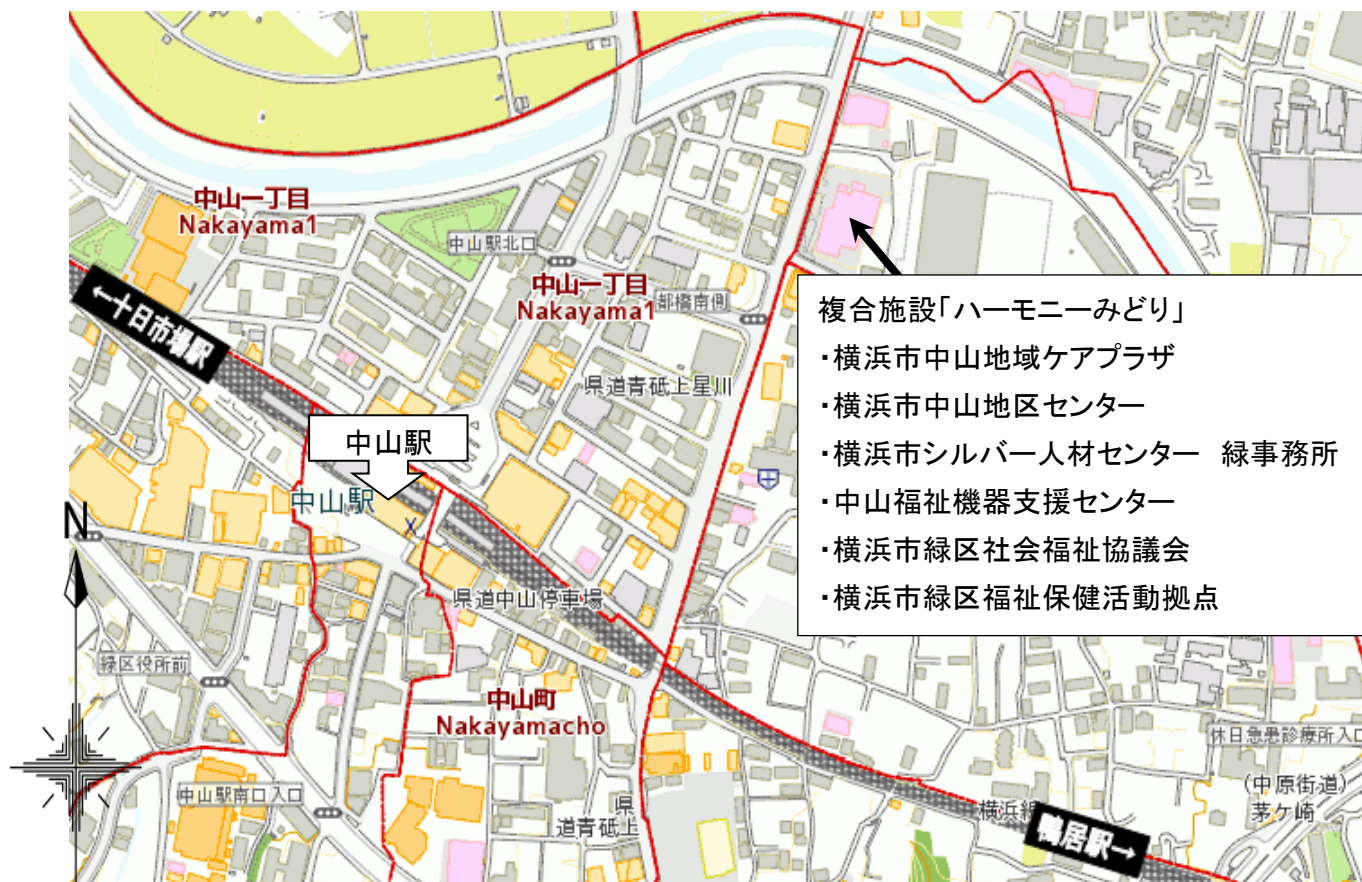 中山一丁目
Nakayama1
中山駅北口
中山一丁目
Nakayama1
都橋南側
←十日市場駅
県道青砥上星川
複合施設「ハーモニーみどり」
・横浜市中山地域ケアプラザ
・横浜市中山地区センター
・横浜市シルバー人材センター　緑事務所
・中山福祉機器支援センター
・横浜市緑区社会福祉協議会
・横浜市緑区福祉保健活動拠点
中山駅
中山駅
N
県道中山停車場
緑区役所前
中山町
Nakayamacho
休日急患診療所入口
中山駅南口入口
県
道青砥上
横浜線
鴨居駅→
(中原街道)
茅ケ崎